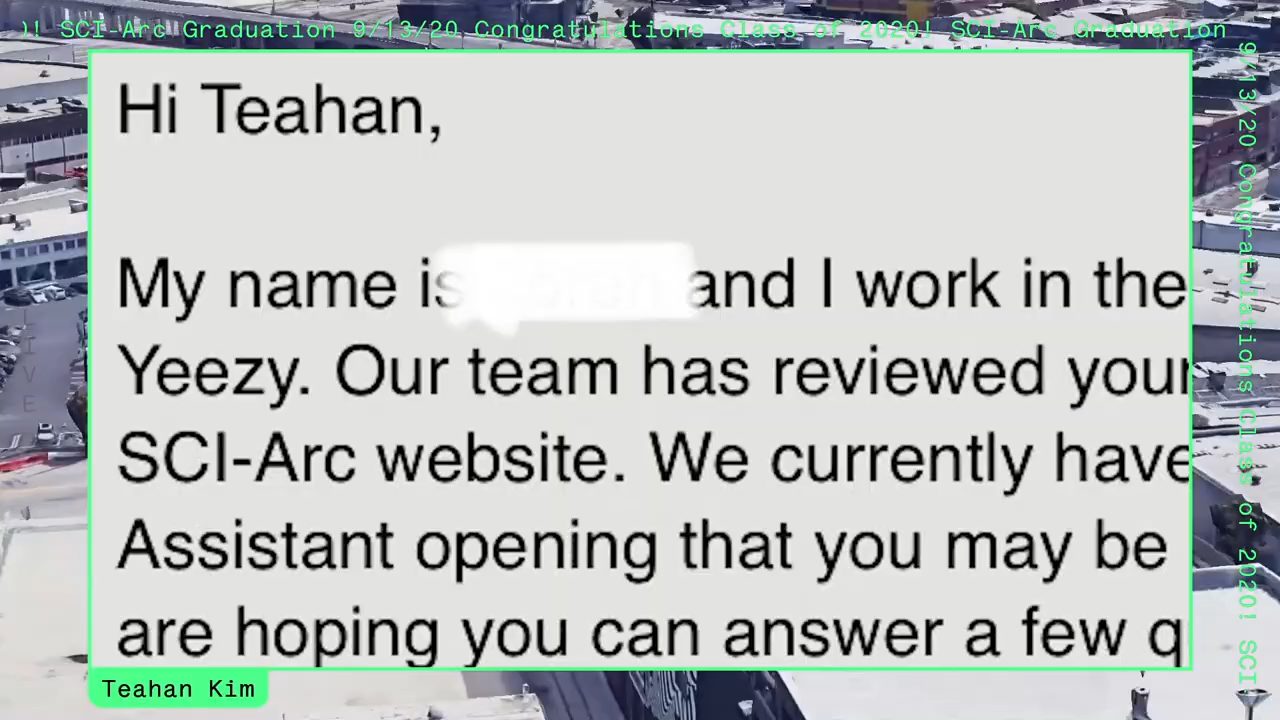 )! SCI-Arc Graduation 9/13/20 Congratulations Class of 2020! SCI-Arc Graduation
9/13/20 Congratulations Class of 2020! SCI
Hi Teahan,
My name is and I work in the
Yeezy. Our team has reviewed your
SCI-Arc website. We currently have
Assistant opening that you may be
are hoping you can answer a few q
LIVE
Teahan Kim